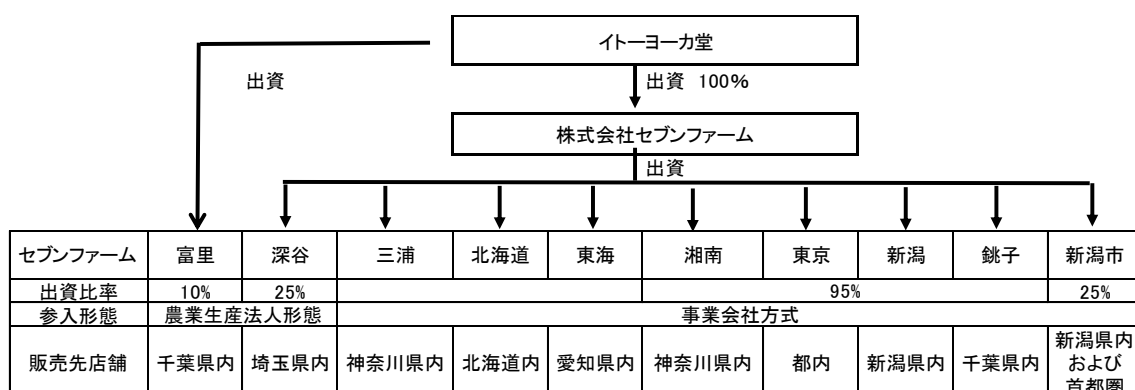 イトーヨーカ堂
出資
出資 100%
株式会社セブンファーム
出資
セブンファーム 富里 深谷 三浦 北海道 東海 湘南 東京 新潟 銚子 新潟市
出資比率 10% 25% 95% 25%
参入形態 農業生産法人形態 事業会社方式
販売先店舗 千葉県内 埼玉県内 神奈川県内 北海道内 愛知県内 神奈川県内 都内 新潟県内 千葉県内 新潟県内
および
首都圏